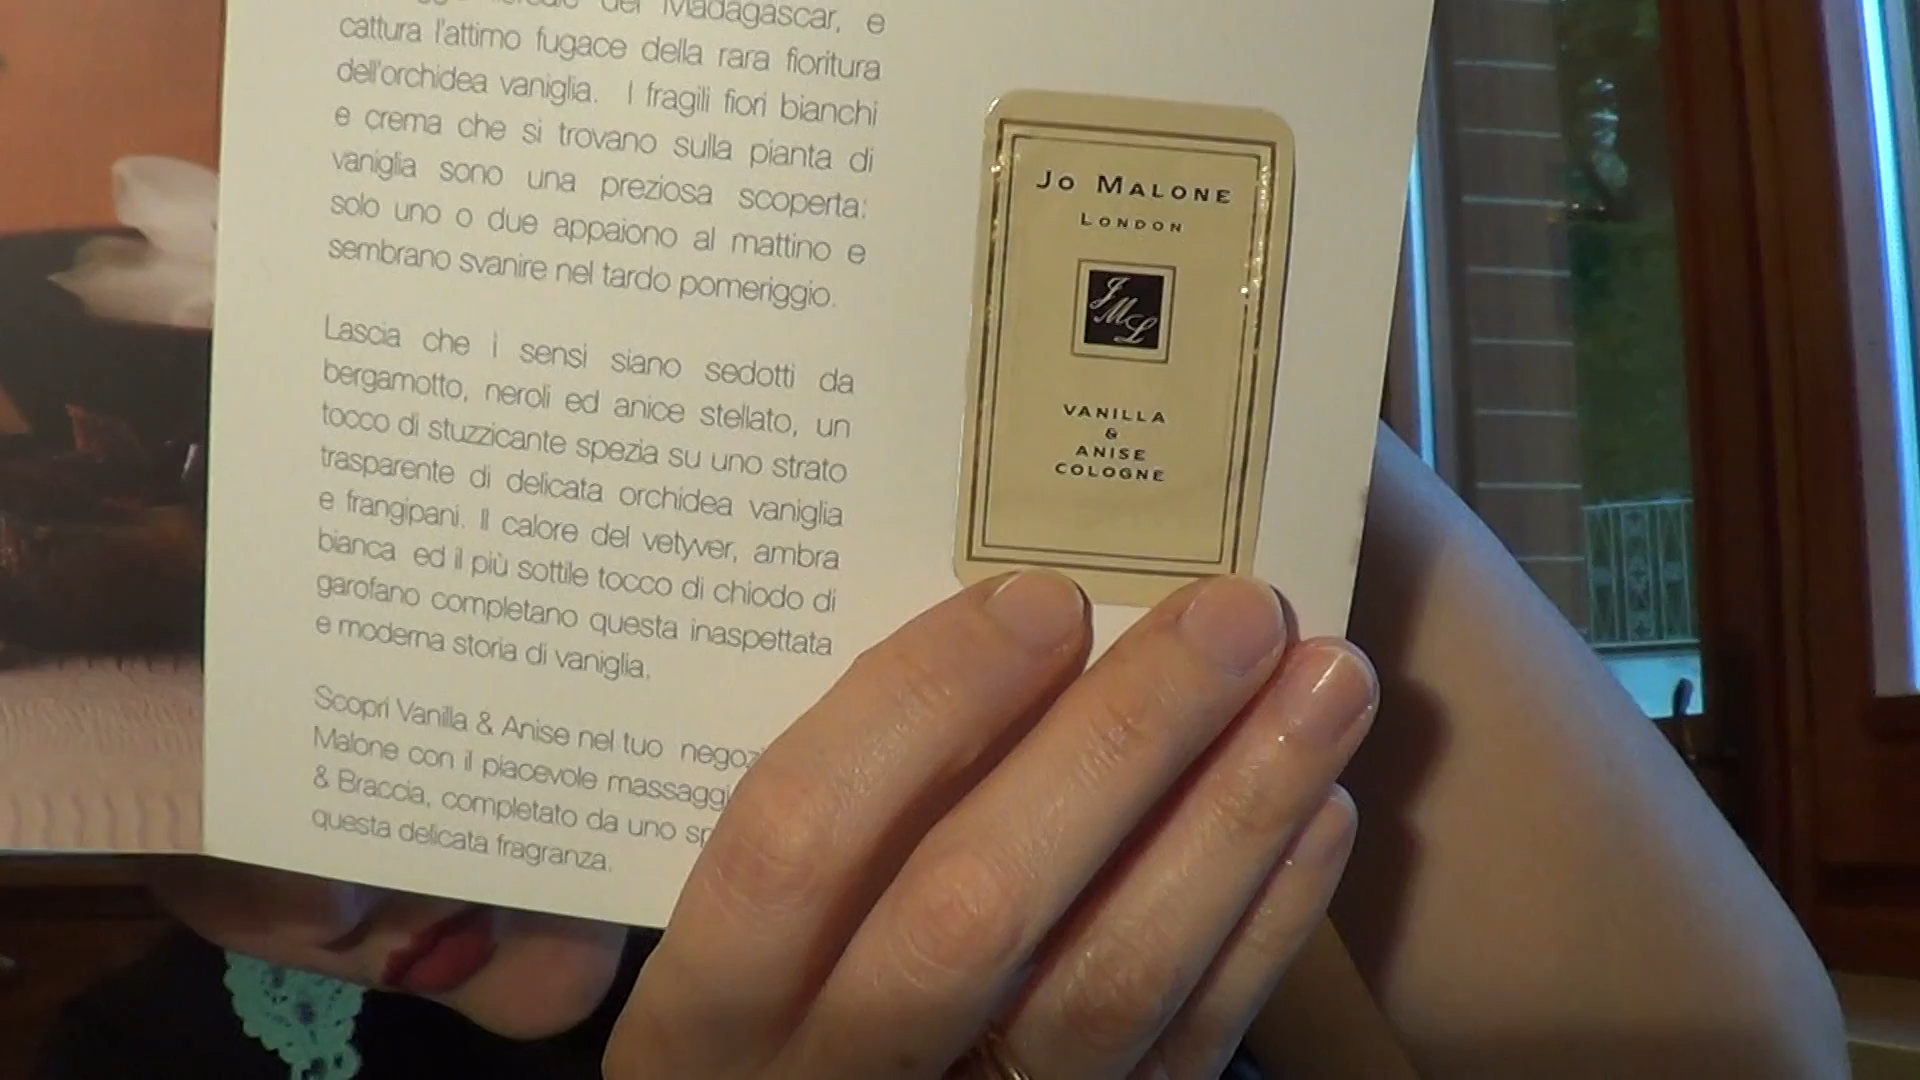 del Madagascar, e
cattura l'attimo fugace della rara fioritura
dell'orchidea vaniglia. I fragili fiori bianchi
e crema che si trovano sulla pianta di
vaniglia sono una preziosa scoperta:
solo uno o due appaiono al mattino e
sembrano svanire nel tardo pomeriggio.
Lascia che i sensi siano sedotti da
bergamotto, neroli ed anice stellato, un
tocco di stuzzicante spezia su uno strato
trasparente di delicata orchidea vaniglia
e frangipani. Il calore del vetyver, ambra
bianca ed il più sottile tocco di chiodo di
garofano completano questa inaspettata
e moderna storia di vaniglia.
Scopri Vanilla & Anise nel tuo
Malone con il piacevole
& Braccia, completato da uno
questa delicata fragranza.
JO MALONE
LONDON
JML
VANILLA
&
ANISE
COLOGNE